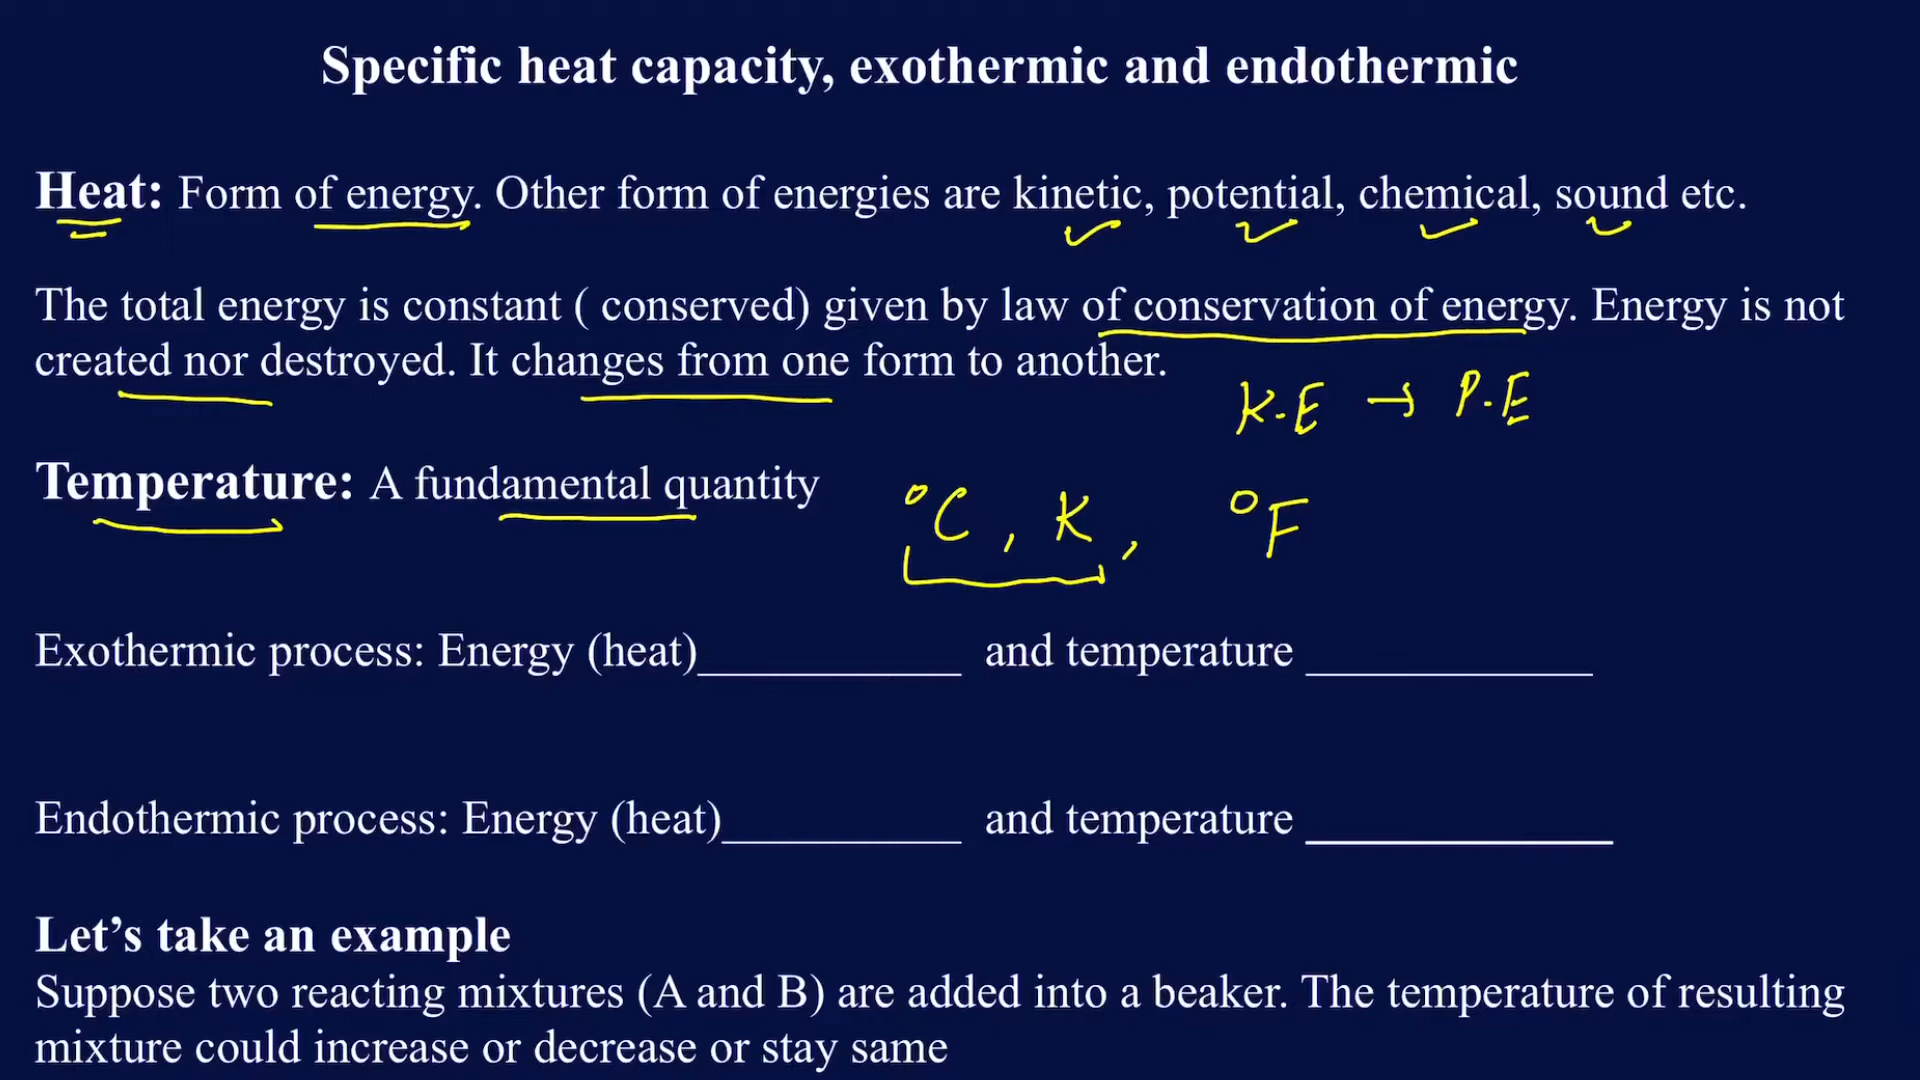 Specific heat capacity, exothermic and endothermic
Heat: Form of energy. Other form of energies are kinetic, potential, chemical, sound etc.
The total energy is constant ( conserved) given by law of conservation of energy. Energy is not
created nor destroyed. It changes from one form to another.
K.E → P.E
Temperature: A fundamental quantity
°C, K, °F
Exothermic process: Energy (heat)___________ and temperature ____________
Endothermic process: Energy (heat)__________ and temperature _____________
Let’s take an example
Suppose two reacting mixtures (A and B) are added into a beaker. The temperature of resulting
mixture could increase or decrease or stay same